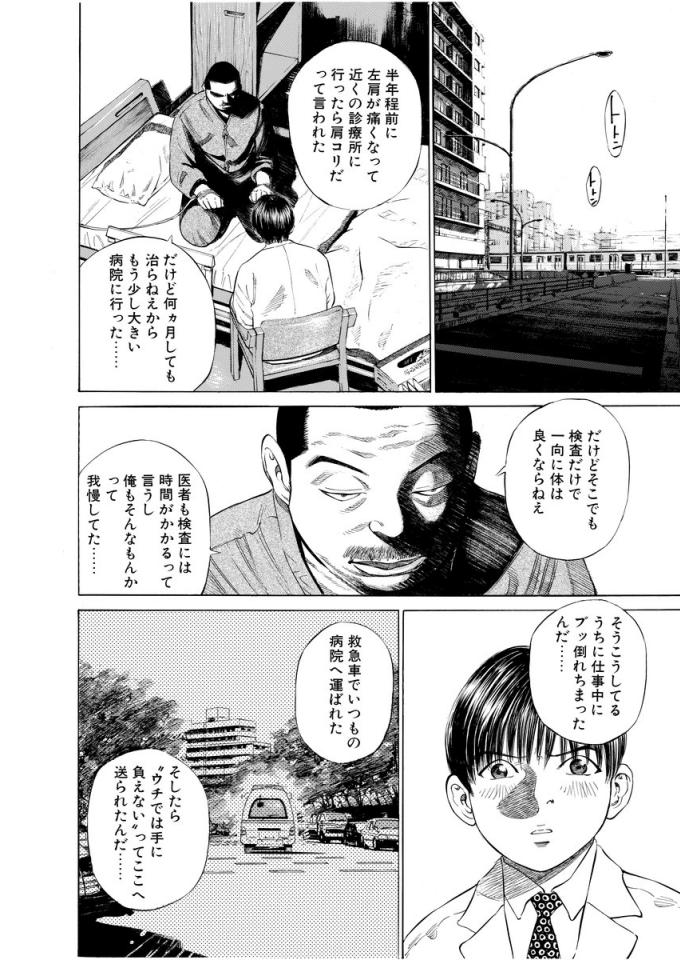 トトン
トトン
半年程前に
左肩が痛くなって
近くの診療所に
行ったら肩コリだ
って言われた
だけど何ヵ月しても
治らねえから
もう少し大きい
病院に行った……
だけどそこでも
検査だけで
一向に体は
良くならねえ
医者も検査には
時間がかかるって
言うし
俺もそんなもんか
って
我慢してた……
そうこうしてる
うちに仕事中に
ブッ倒れちまった
んだ……
救急車でいつもの
病院へ運ばれた
そしたら
〝ウチでは手に
負えない〟ってここへ
送られたんだ……